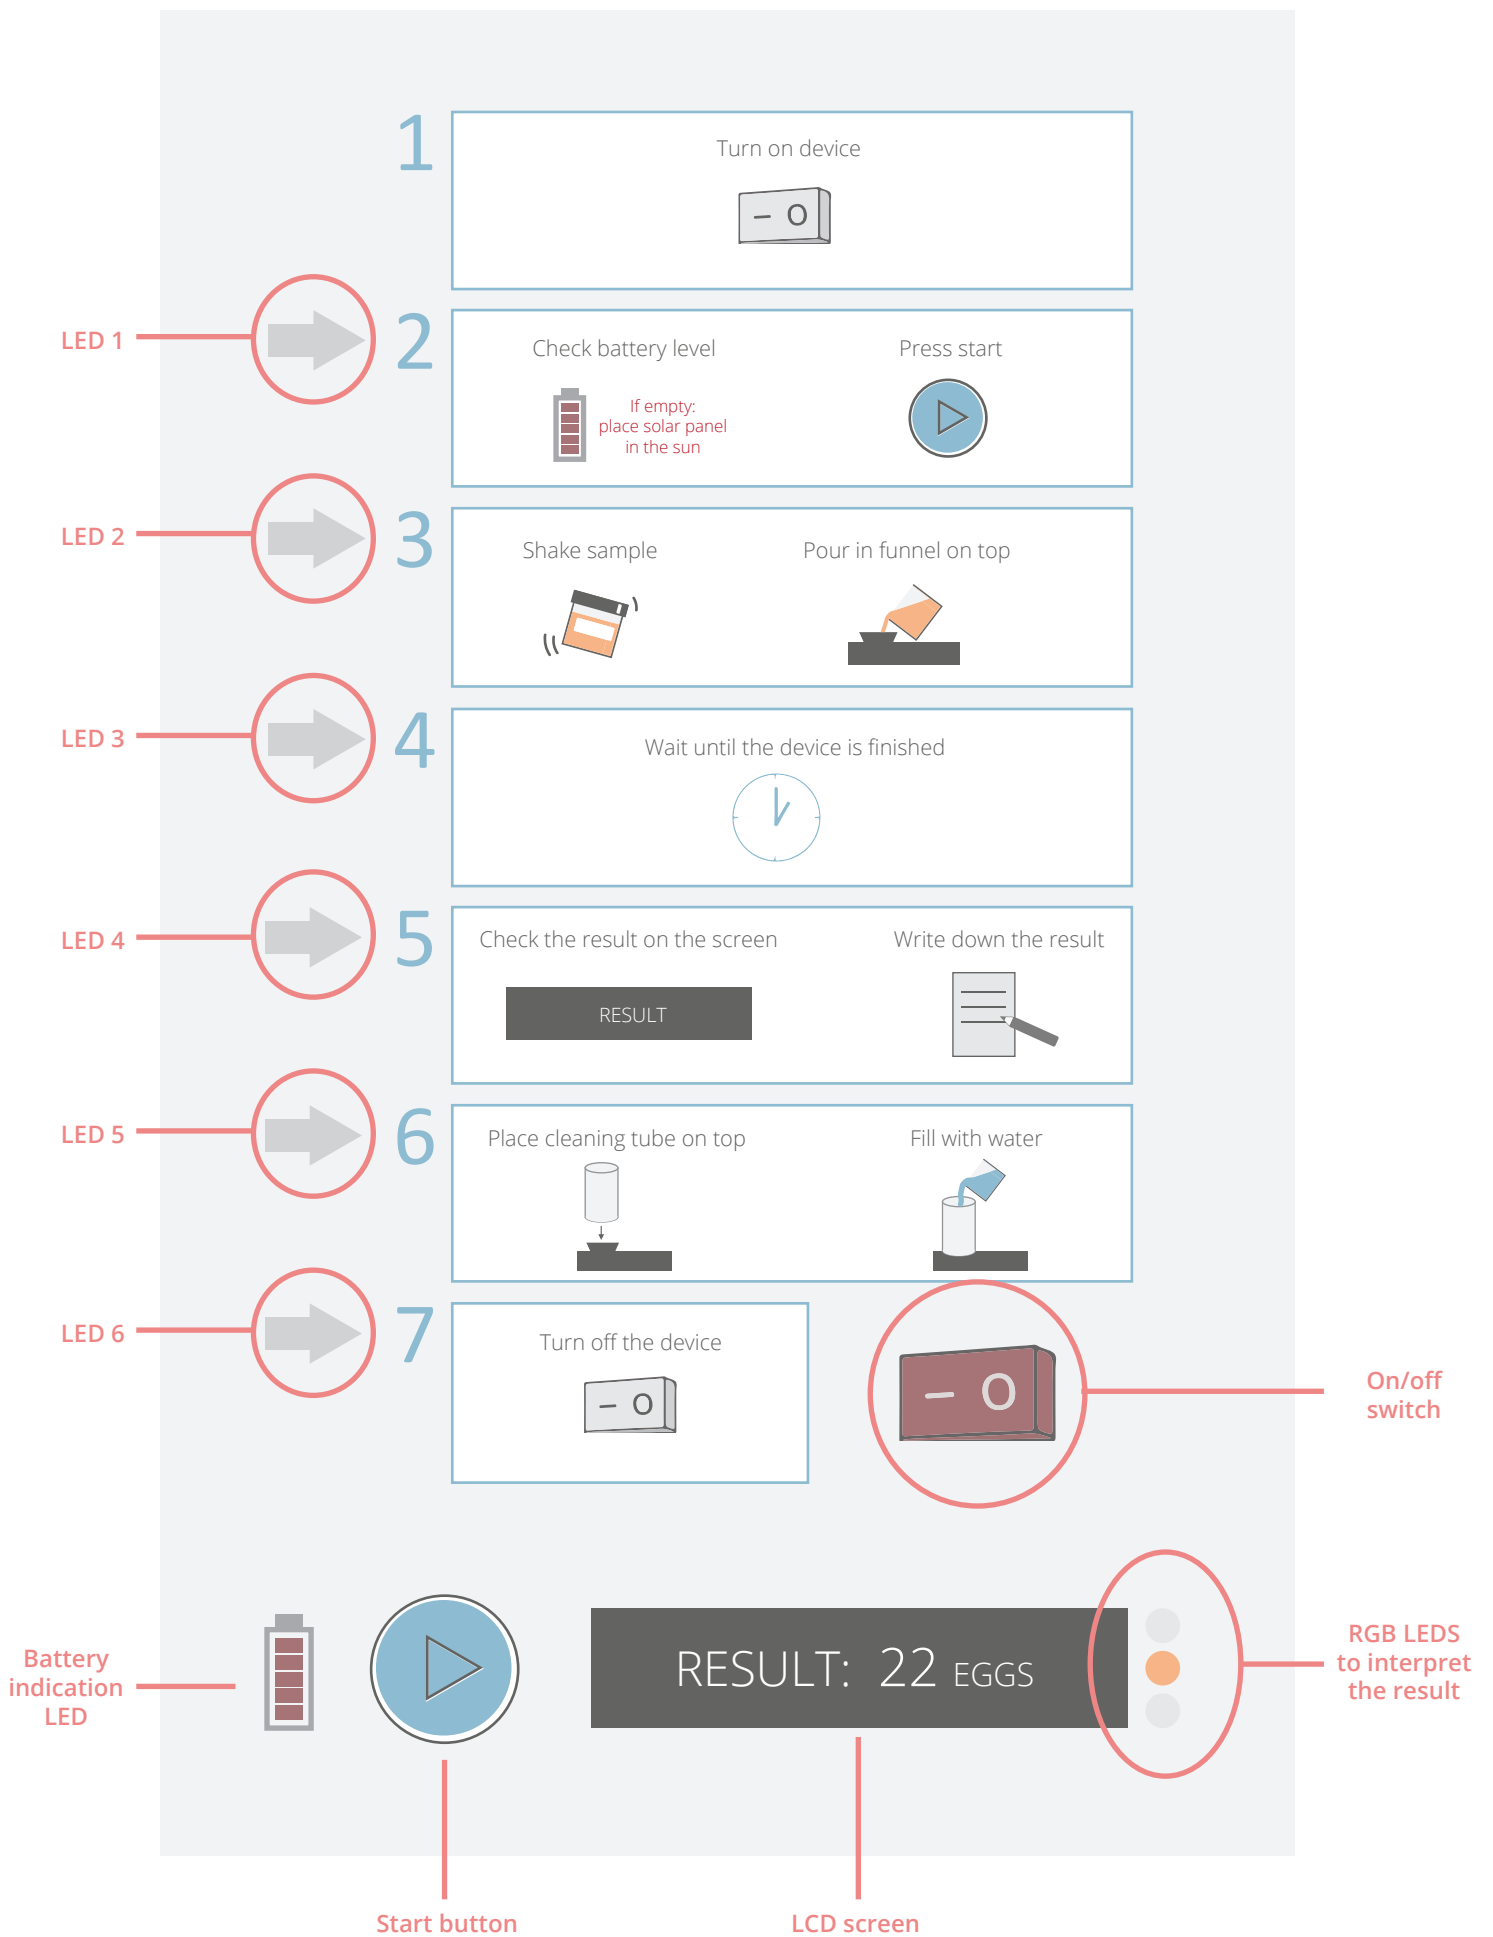 1
Turn on device
– O
LED 1
2
Check battery level
Press start
If empty:
place solar panel
in the sun
LED 2
3
Shake sample
Pour in funnel on top
LED 3
4
Wait until the device is finished
LED 4
5
Check the result on the screen
Write down the result
RESULT
LED 5
6
Place cleaning tube on top
Fill with water
LED 6
7
Turn off the device
– O
– O
On/off
switch
Battery
indication
LED
RESULT: 22 EGGS
RGB LEDS
to interpret
the result
Start button
LCD screen